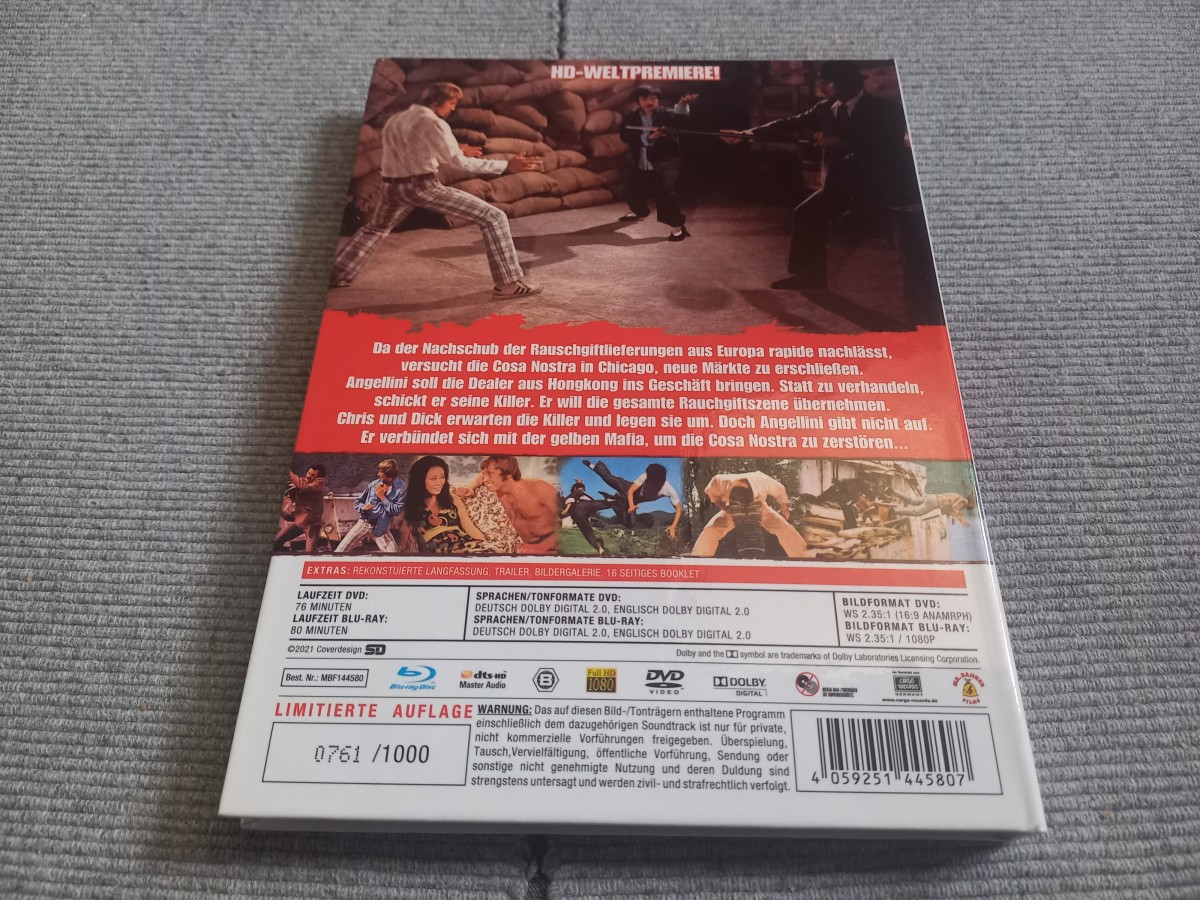 HD-WELTPREMIERE!
Da der Nachschub der Rauschgiftlieferungen aus Europa rapide nachlässt,
versucht die Cosa Nostra in Chicago, neue Märkte zu erschließen.
Angellini soll die Dealer aus Hongkong ins Geschäft bringen. Statt zu verhandeln,
schickt er seine Killer. Er will die gesamte Rauchgiftszene übernehmen.
Chris und Dick erwarten die Killer und legen sie um. Doch Angellini gibt nicht auf.
Er verbündet sich mit der gelben Mafia, um die Cosa Nostra zu zerstören...
EXTRAS: REKONSTUIERTE LANGFASSUNG, TRAILER, BILDERGALERIE, 16 SEITIGES BOOKLET
LAUFZEIT DVD:
76 MINUTEN
LAUFZEIT BLU-RAY:
80 MINUTEN
SPRACHEN/TONFORMATE DVD:
DEUTSCH DOLBY DIGITAL 2.0, ENGLISCH DOLBY DIGITAL 2.0
SPRACHEN/TONFORMATE BLU-RAY:
DEUTSCH DOLBY DIGITAL 2.0, ENGLISCH DOLBY DIGITAL 2.0
BILDFORMAT DVD:
WS 2.35:1 (16:9 ANAMRPH)
BILDFORMAT BLU-RAY:
WS 2.35:1 / 1080P
©2021 Coverdesign SD
Dolby and the symbol are trademarks of Dolby Laboratories Licensing Corporation.
Best. Nr.: MBF144580
Blu-ray Disc
dts-HD
Master Audio
B
Full HD
1080
DVD
VIDEO
DOLBY
DIGITAL
cargo
records
GERMANY
www.cargo-records.de
LIMITIERTE AUFLAGE
0761 /1000
WARNUNG: Das auf diesen Bild-/Tonträgern enthaltene Programm
einschließlich dem dazugehörigen Soundtrack ist nur für private,
nicht kommerzielle Vorführungen freigegeben. Überspielung,
Tausch,Vervielfältigung, öffentliche Vorführung, Sendung oder
sonstige nicht genehmigte Nutzung und deren Duldung sind
strengstens untersagt und werden zivil- und strafrechtlich verfolgt.
4 059251 445807